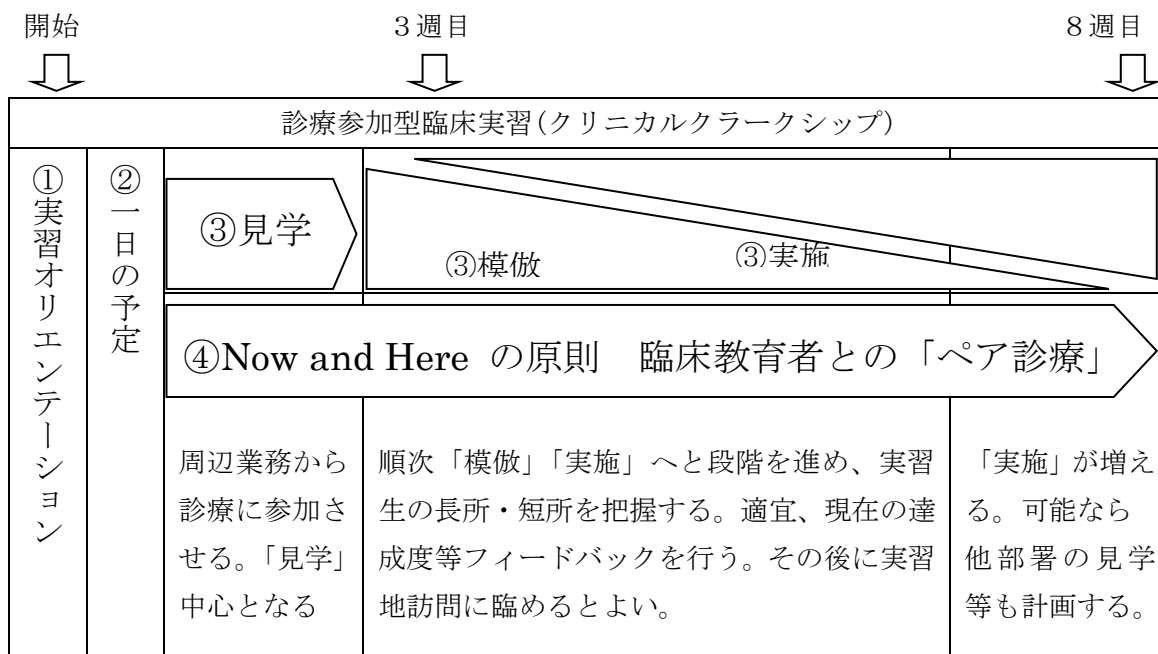 開始
3週目
8週目
診療参加型臨床実習(クリニカルクラークシップ)
①実習オリエンテーション
②一日の予定
③見学
③模倣
③実施
④Now and Here の原則　臨床教育者との「ペア診療」
周辺業務から
診療に参加さ
せる。「見学」
中心となる
順次「模倣」「実施」へと段階を進め、実習
生の長所・短所を把握する。適宜、現在の達
成度等フィードバックを行う。その後に実習
地訪問に臨めるとよい。
「実施」が増え
る。可能なら
他部署の見学
等も計画する。